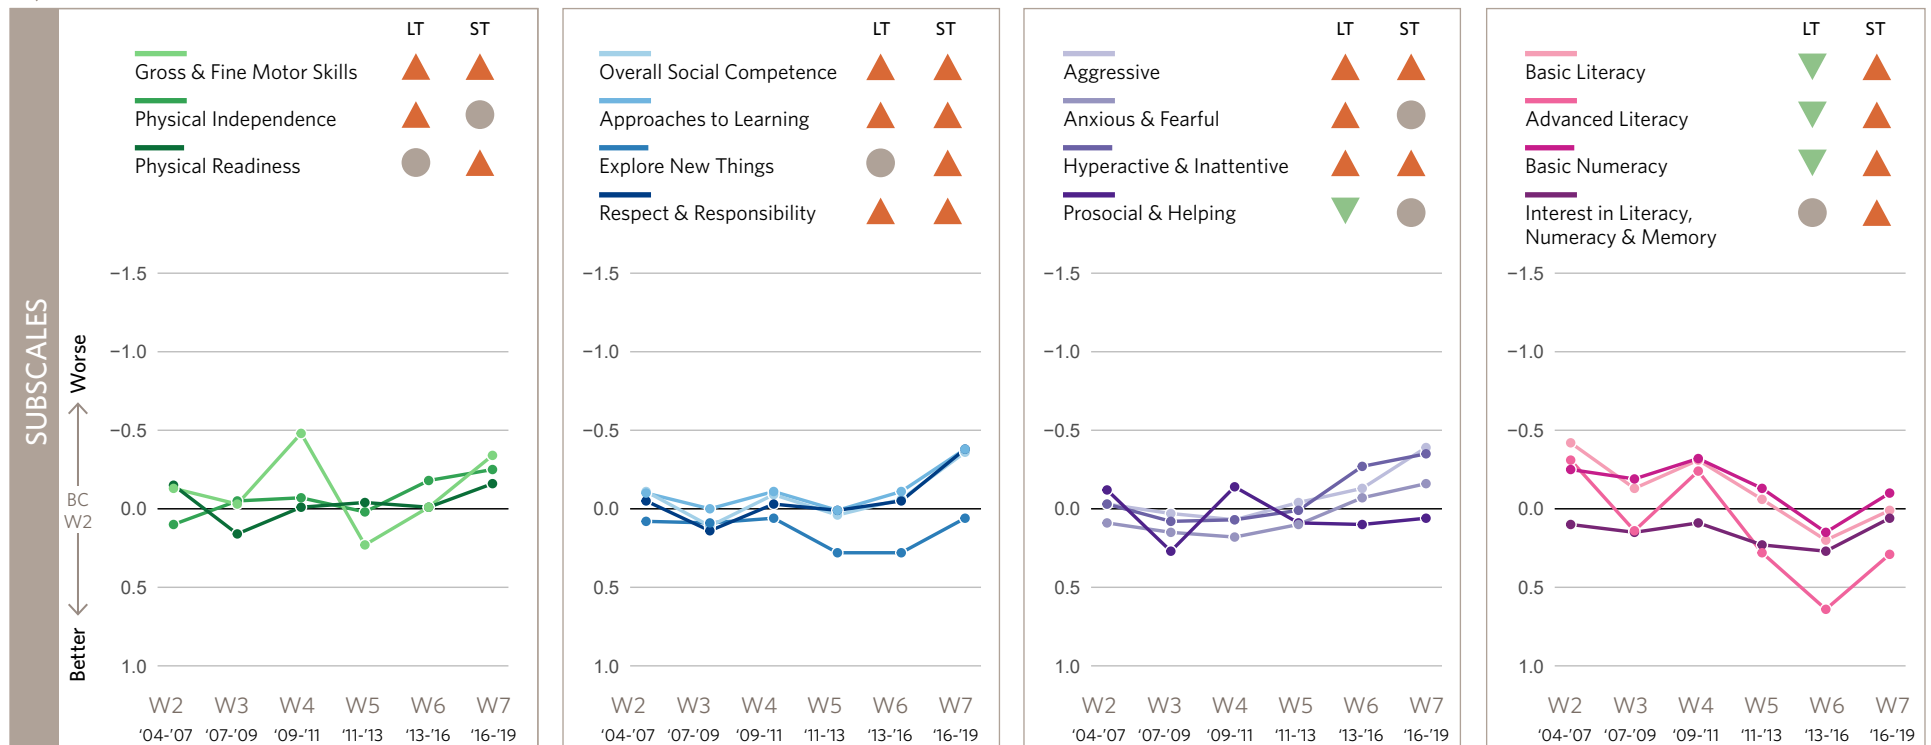 SUBSCALES
Worse
BC
W2
Better
LT ST
Gross & Fine Motor Skills
Physical Independence
Physical Readiness
−1.5
−1.0
−0.5
0.0
0.5
1.0
W2 W3 W4 W5 W6 W7
‘04-’07 ‘07-’09 ‘09-’11 ‘11-’13 ‘13-’16 ‘16-’19
LT ST
Overall Social Competence
Approaches to Learning
Explore New Things
Respect & Responsibility
−1.5
−1.0
−0.5
0.0
0.5
1.0
W2 W3 W4 W5 W6 W7
‘04-’07 ‘07-’09 ‘09-’11 ‘11-’13 ‘13-’16 ‘16-’19
LT ST
Aggressive
Anxious & Fearful
Hyperactive & Inattentive
Prosocial & Helping
−1.5
−1.0
−0.5
0.0
0.5
1.0
W2 W3 W4 W5 W6 W7
‘04-’07 ‘07-’09 ‘09-’11 ‘11-’13 ‘13-’16 ‘16-’19
LT ST
Basic Literacy
Advanced Literacy
Basic Numeracy
Interest in Literacy,
Numeracy & Memory
−1.5
−1.0
−0.5
0.0
0.5
1.0
W2 W3 W4 W5 W6 W7
‘04-’07 ‘07-’09 ‘09-’11 ‘11-’13 ‘13-’16 ‘16-’19